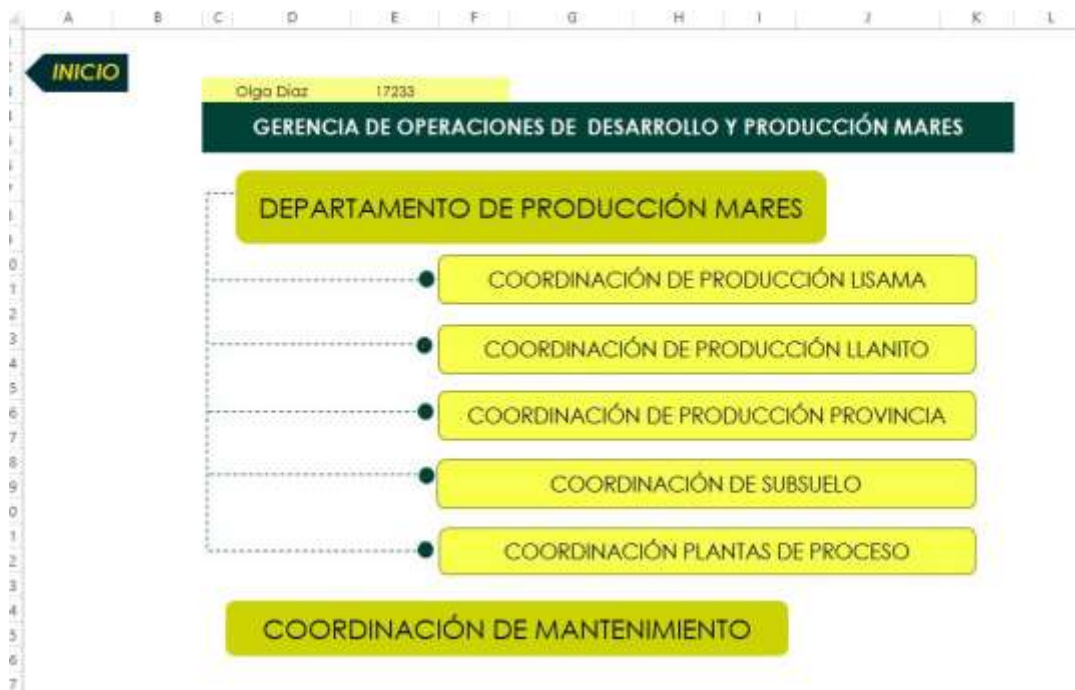 A B C D E F G H I J K L
INICIO
Olga Díaz 17233
GERENCIA DE OPERACIONES DE DESARROLLO Y PRODUCCIÓN MARES
DEPARTAMENTO DE PRODUCCIÓN MARES
COORDINACIÓN DE PRODUCCIÓN LISAMA
COORDINACIÓN DE PRODUCCIÓN LLANITO
COORDINACIÓN DE PRODUCCIÓN PROVINCIA
COORDINACIÓN DE SUBSUELO
COORDINACIÓN PLANTAS DE PROCESO
COORDINACIÓN DE MANTENIMIENTO